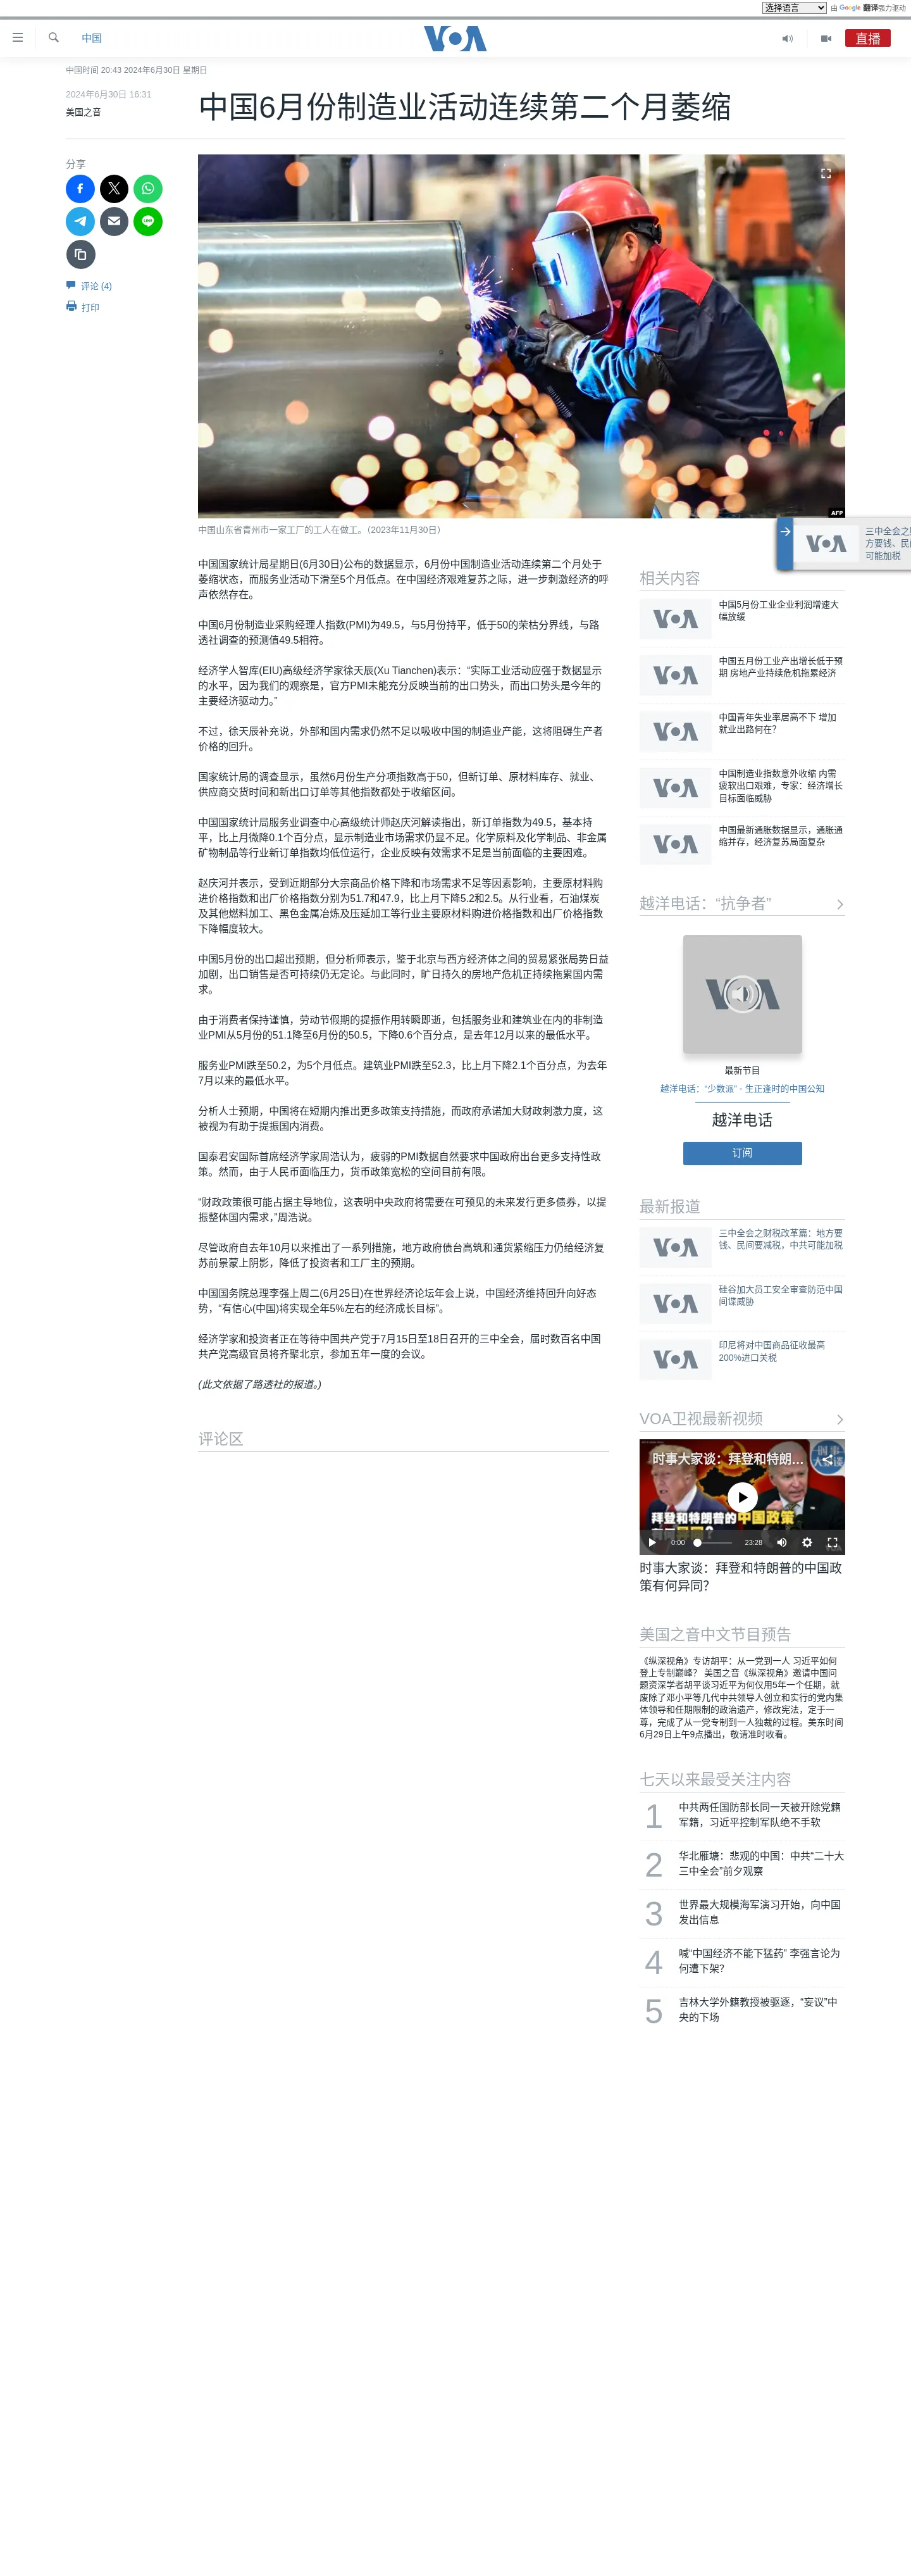 选择语言 由 Google 翻译强力驱动
中国
VOA
直播
中国时间 20:43 2024年6月30日 星期日
2024年6月30日 16:31
美国之音
中国6月份制造业活动连续第二个月萎缩
分享
评论 (4)
打印
AFP
中国山东省青州市一家工厂的工人在做工。（2023年11月30日）
中国国家统计局星期日(6月30日)公布的数据显示，6月份中国制造业活动连续第二个月处于
萎缩状态，而服务业活动下滑至5个月低点。在中国经济艰难复苏之际，进一步刺激经济的呼
声依然存在。
中国6月份制造业采购经理人指数(PMI)为49.5，与5月份持平，低于50的荣枯分界线，与路
透社调查的预测值49.5相符。
经济学人智库(EIU)高级经济学家徐天辰(Xu Tianchen)表示：“实际工业活动应强于数据显示
的水平，因为我们的观察是，官方PMI未能充分反映当前的出口势头，而出口势头是今年的
主要经济驱动力。”
不过，徐天辰补充说，外部和国内需求仍然不足以吸收中国的制造业产能，这将阻碍生产者
价格的回升。
国家统计局的调查显示，虽然6月份生产分项指数高于50，但新订单、原材料库存、就业、
供应商交货时间和新出口订单等其他指数都处于收缩区间。
中国国家统计局服务业调查中心高级统计师赵庆河解读指出，新订单指数为49.5，基本持
平，比上月微降0.1个百分点，显示制造业市场需求仍显不足。化学原料及化学制品、非金属
矿物制品等行业新订单指数均低位运行，企业反映有效需求不足是当前面临的主要困难。
赵庆河并表示，受到近期部分大宗商品价格下降和市场需求不足等因素影响，主要原材料购
进价格指数和出厂价格指数分别为51.7和47.9，比上月下降5.2和2.5。从行业看，石油煤炭
及其他燃料加工、黑色金属冶炼及压延加工等行业主要原材料购进价格指数和出厂价格指数
下降幅度较大。
中国5月份的出口超出预期，但分析师表示，鉴于北京与西方经济体之间的贸易紧张局势日益
加剧，出口销售是否可持续仍无定论。与此同时，旷日持久的房地产危机正持续拖累国内需
求。
由于消费者保持谨慎，劳动节假期的提振作用转瞬即逝，包括服务业和建筑业在内的非制造
业PMI从5月份的51.1降至6月份的50.5，下降0.6个百分点，是去年12月以来的最低水平。
服务业PMI跌至50.2，为5个月低点。建筑业PMI跌至52.3，比上月下降2.1个百分点，为去年
7月以来的最低水平。
分析人士预期，中国将在短期内推出更多政策支持措施，而政府承诺加大财政刺激力度，这
被视为有助于提振国内消费。
国泰君安国际首席经济学家周浩认为，疲弱的PMI数据自然要求中国政府出台更多支持性政
策。然而，由于人民币面临压力，货币政策宽松的空间目前有限。
“财政政策很可能占据主导地位，这表明中央政府将需要在可预见的未来发行更多债券，以提
振整体国内需求，”周浩说。
尽管政府自去年10月以来推出了一系列措施，地方政府债台高筑和通货紧缩压力仍给经济复
苏前景蒙上阴影，降低了投资者和工厂主的预期。
中国国务院总理李强上周二(6月25日)在世界经济论坛年会上说，中国经济维持回升向好态
势，“有信心(中国)将实现全年5%左右的经济成长目标”。
经济学家和投资者正在等待中国共产党于7月15日至18日召开的三中全会，届时数百名中国
共产党高级官员将齐聚北京，参加五年一度的会议。
(此文依据了路透社的报道。)
评论区
VOA
三中全会之财
方要钱、民间
可能加税
相关内容
VOA
中国5月份工业企业利润增速大
幅放缓
VOA
中国五月份工业产出增长低于预
期 房地产业持续危机拖累经济
VOA
中国青年失业率居高不下 增加
就业出路何在？
VOA
中国制造业指数意外收缩 内需
疲软出口艰难，专家：经济增长
目标面临威胁
VOA
中国最新通胀数据显示，通胀通
缩并存，经济复苏局面复杂
越洋电话：“抗争者”
VOA
最新节目
越洋电话：“少数派” - 生正逢时的中国公知
越洋电话
订阅
最新报道
VOA
三中全会之财税改革篇：地方要
钱、民间要减税，中共可能加税
VOA
硅谷加大员工安全审查防范中国
间谍威胁
VOA
印尼将对中国商品征收最高
200%进口关税
VOA卫视最新视频
时事大家谈：拜登和特朗...
拜登和特朗普的中国政策
0:00 23:28
时事大家谈：拜登和特朗普的中国政
策有何异同？
美国之音中文节目预告
《纵深视角》专访胡平：从一党到一人 习近平如何
登上专制巅峰？ 美国之音《纵深视角》邀请中国问
题资深学者胡平谈习近平为何仅用5年一个任期，就
废除了邓小平等几代中共领导人创立和实行的党内集
体领导和任期限制的政治遗产，修改宪法，定于一
尊，完成了从一党专制到一人独裁的过程。美东时间
6月29日上午9点播出，敬请准时收看。
七天以来最受关注内容
1
中共两任国防部长同一天被开除党籍
军籍，习近平控制军队绝不手软
2
华北雁塘：悲观的中国：中共“二十大
三中全会”前夕观察
3
世界最大规模海军演习开始，向中国
发出信息
4
喊“中国经济不能下猛药” 李强言论为
何遭下架？
5
吉林大学外籍教授被驱逐，“妄议”中
央的下场